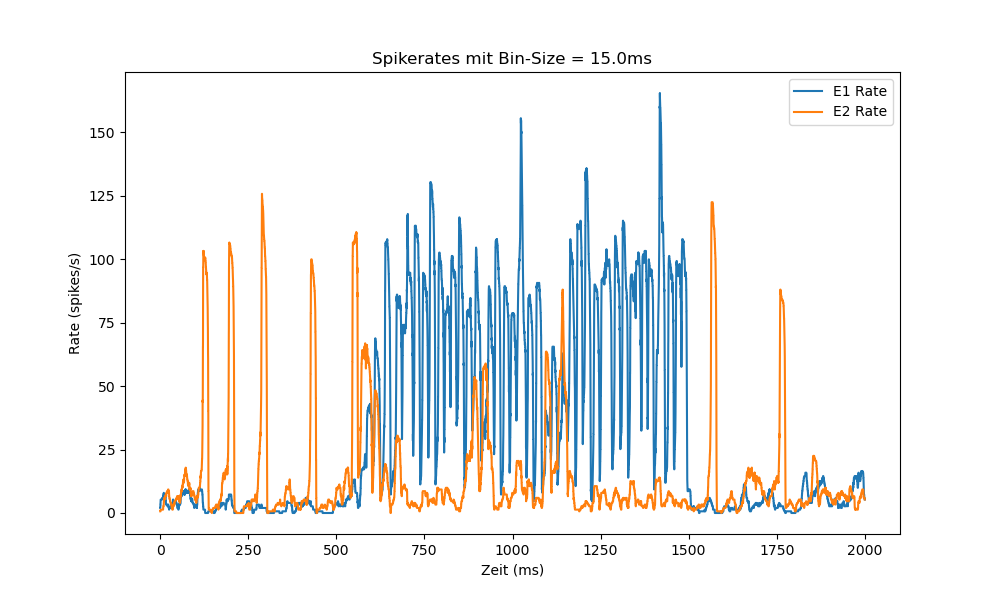 Spikerates mit Bin-Size = 15.0ms
E1 Rate
E2 Rate
150
125
100
75
50
25
0
Rate (spikes/s)
0 250 500 750 1000 1250 1500 1750 2000
Zeit (ms)